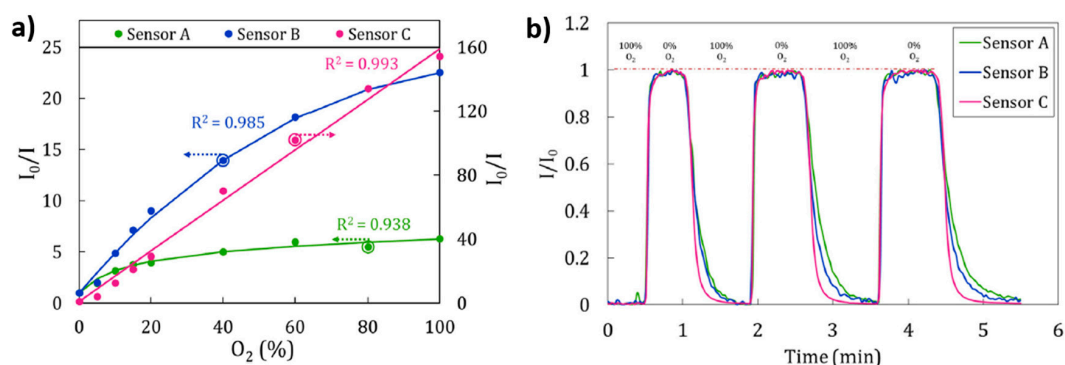 a)
Sensor A Sensor B Sensor C
25 160
20 120
15 80
10 40
5 0
0
I₀/I
I₀/I
R² = 0.993
R² = 0.985
R² = 0.938
0 20 40 60 80 100
O₂ (%)
b)
1.2
1
0.8
0.6
0.4
0.2
0
I/I₀
100% 0% 100% 0% 100% 0%
O₂ O₂ O₂ O₂ O₂ O₂
Sensor A
Sensor B
Sensor C
0 1 2 3 4 5 6
Time (min)